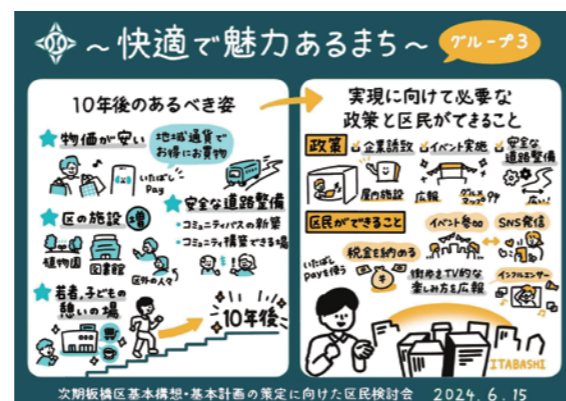 ～快適で魅力あるまち～
グループ3
10年後のあるべき姿
物価が安い
地域通貨で
お得にお買物
いたばし
Pay
区の施設 増
植物園
図書館
区外の人々
安全な道路整備
・コミュニティバスの新築
・コミュニティ構築できる場
若者、子どもの
憩いの場
10年後
実現に向けて必要な
政策と区民ができること
政策
企業誘致
イベント実施
安全な
道路整備
屋内施設
広報
グルメ
マップ
広い!
区民ができること
イベント参加
SNS発信
税金を納める
いたばし
Payを使う
街歩きTV的な
楽しみ方を広報
インフルエンサー
ITABASHI
次期板橋区基本構想・基本計画の策定に向けた区民検討会 2024.6.15